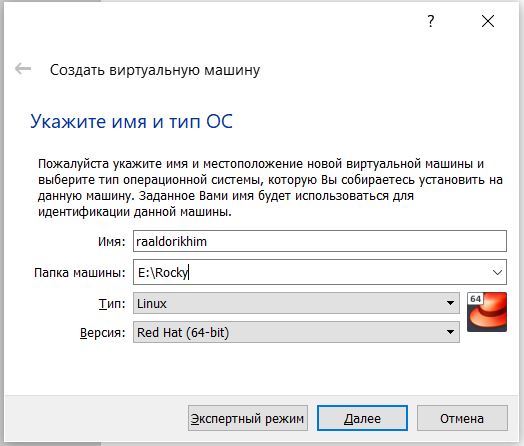 ?
Создать виртуальную машину
Укажите имя и тип ОС
Пожалуйста укажите имя и местоположение новой виртуальной машины и
выберите тип операционной системы, которую Вы собираетесь установить на
данную машину. Заданное Вами имя будет использоваться для
идентификации данной машины.
Имя: raaldorikhim
Папка машины: E:\Rocky
Тип: Linux
64
Версия: Red Hat (64-bit)
Экспертный режим Далее Отмена